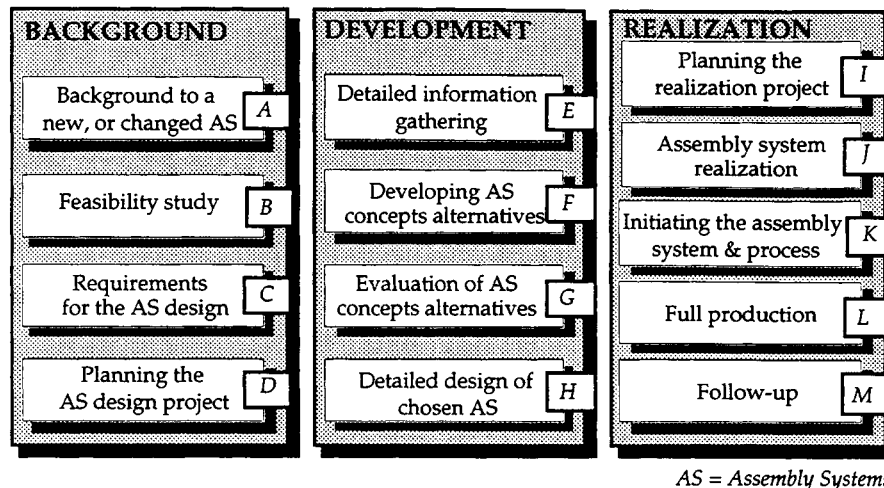 BACKGROUND
Background to a
new, or changed AS
A
Feasibility study
B
Requirements
for the AS design
C
Planning the
AS design project
D
DEVELOPMENT
Detailed information
gathering
E
Developing AS
concepts alternatives
F
Evaluation of AS
concepts alternatives
G
Detailed design of
chosen AS
H
REALIZATION
Planning the
realization project
I
Assembly system
realization
J
Initiating the assembly
system & process
K
Full production
L
Follow-up
M
AS = Assembly System.